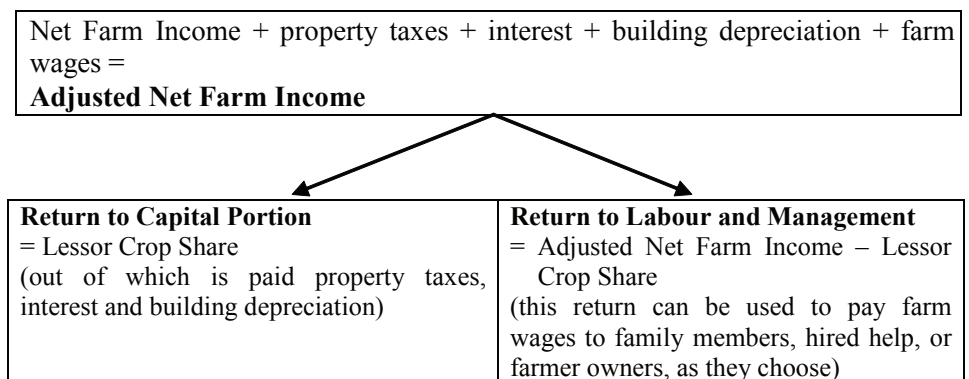 Net Farm Income + property taxes + interest + building depreciation + farm
wages =
Adjusted Net Farm Income
Return to Capital Portion
= Lessor Crop Share
(out of which is paid property taxes,
interest and building depreciation)
Return to Labour and Management
= Adjusted Net Farm Income – Lessor
Crop Share
(this return can be used to pay farm
wages to family members, hired help, or
farmer owners, as they choose)